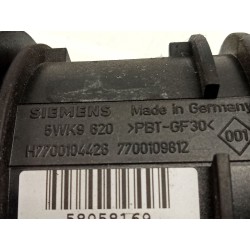 SIEMENS Made in Germany
5WK9 620 >PBT-GF30< 001
H7700104426 7700109812
58058169